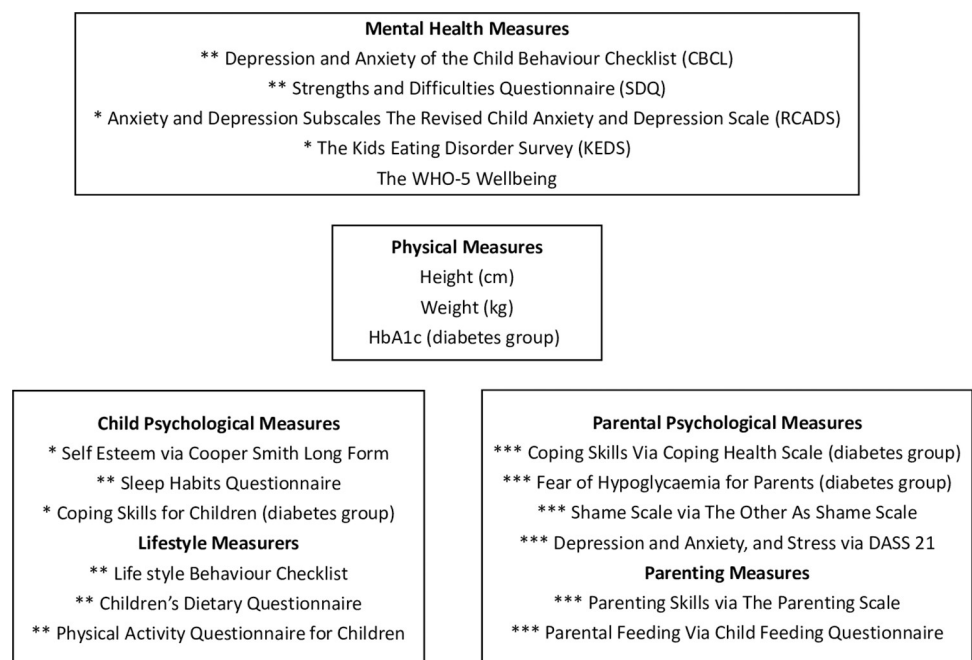 Mental Health Measures
** Depression and Anxiety of the Child Behaviour Checklist (CBCL)
** Strengths and Difficulties Questionnaire (SDQ)
* Anxiety and Depression Subscales The Revised Child Anxiety and Depression Scale (RCADS)
* The Kids Eating Disorder Survey (KEDS)
The WHO-5 Wellbeing
Physical Measures
Height (cm)
Weight (kg)
HbA1c (diabetes group)
Child Psychological Measures
* Self Esteem via Cooper Smith Long Form
** Sleep Habits Questionnaire
* Coping Skills for Children (diabetes group)
Lifestyle Measurers
** Life style Behaviour Checklist
** Children’s Dietary Questionnaire
** Physical Activity Questionnaire for Children
Parental Psychological Measures
*** Coping Skills Via Coping Health Scale (diabetes group)
*** Fear of Hypoglycaemia for Parents (diabetes group)
*** Shame Scale via The Other As Shame Scale
*** Depression and Anxiety, and Stress via DASS 21
Parenting Measures
*** Parenting Skills via The Parenting Scale
*** Parental Feeding Via Child Feeding Questionnaire